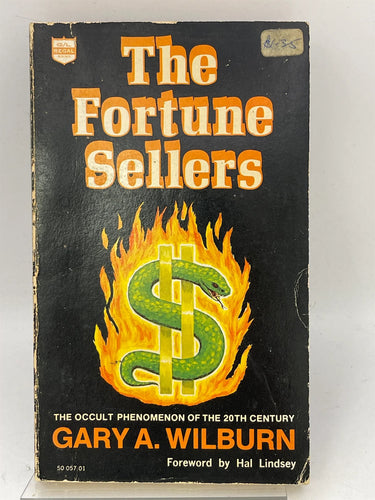 G/L
REGAL
The
Fortune
Sellers
THE OCCULT PHENOMENON OF THE 20TH CENTURY
GARY A. WILBURN
Foreword by Hal Lindsey
50 057 01